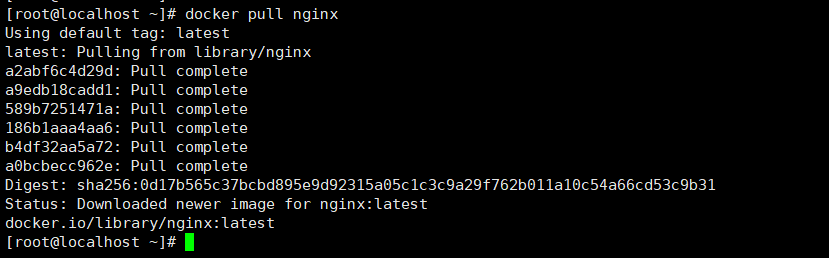 [root@localhost ~]# docker pull nginx
Using default tag: latest
latest: Pulling from library/nginx
a2abf6c4d29d: Pull complete
a9edb18cadd1: Pull complete
589b7251471a: Pull complete
186b1aaa4aa6: Pull complete
b4df32aa5a72: Pull complete
a0bcbecc962e: Pull complete
Digest: sha256:0d17b565c37bcbd895e9d92315a05c1c3c9a29f762b011a10c54a66cd53c9b31
Status: Downloaded newer image for nginx:latest
docker.io/library/nginx:latest
[root@localhost ~]#